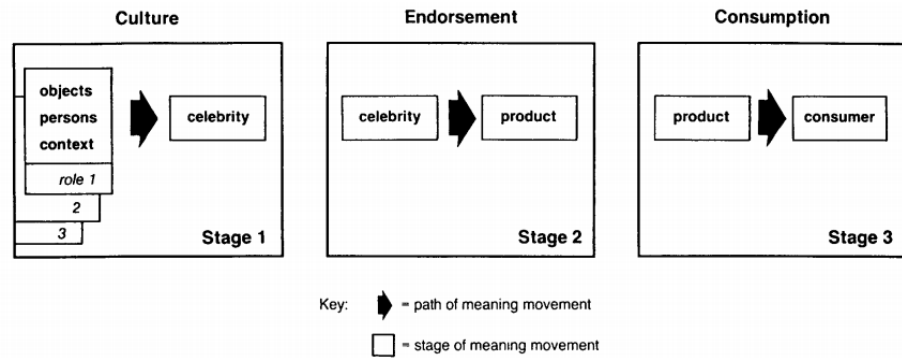 Culture
Endorsement
Consumption
objects
persons
context
role 1
2
3
celebrity
Stage 1
celebrity
product
Stage 2
product
consumer
Stage 3
Key:
= path of meaning movement
= stage of meaning movement